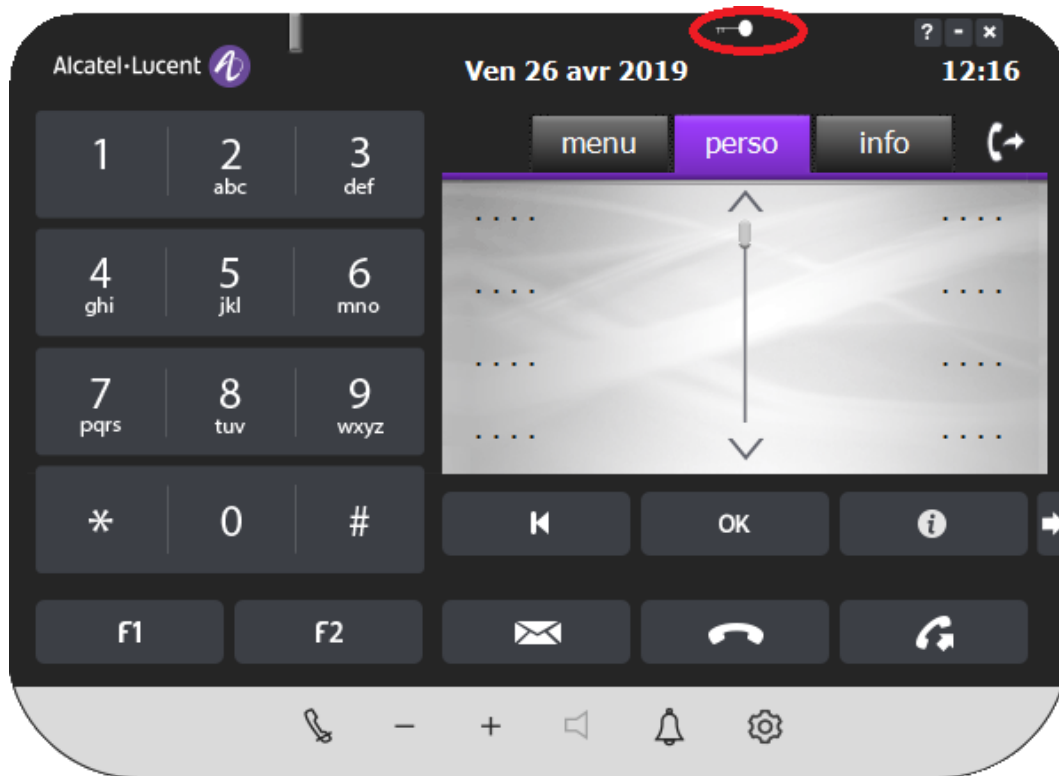 Alcatel·Lucent
? - ×
Ven 26 avr 2019 12:16
menu perso info
1 2 3
abc def
4 5 6
ghi jkl mno
7 8 9
pqrs tuv wxyz
* 0 #
. . . . . . . .
. . . . . . . .
. . . . . . . .
. . . . . . . .
OK i
F1 F2
- +